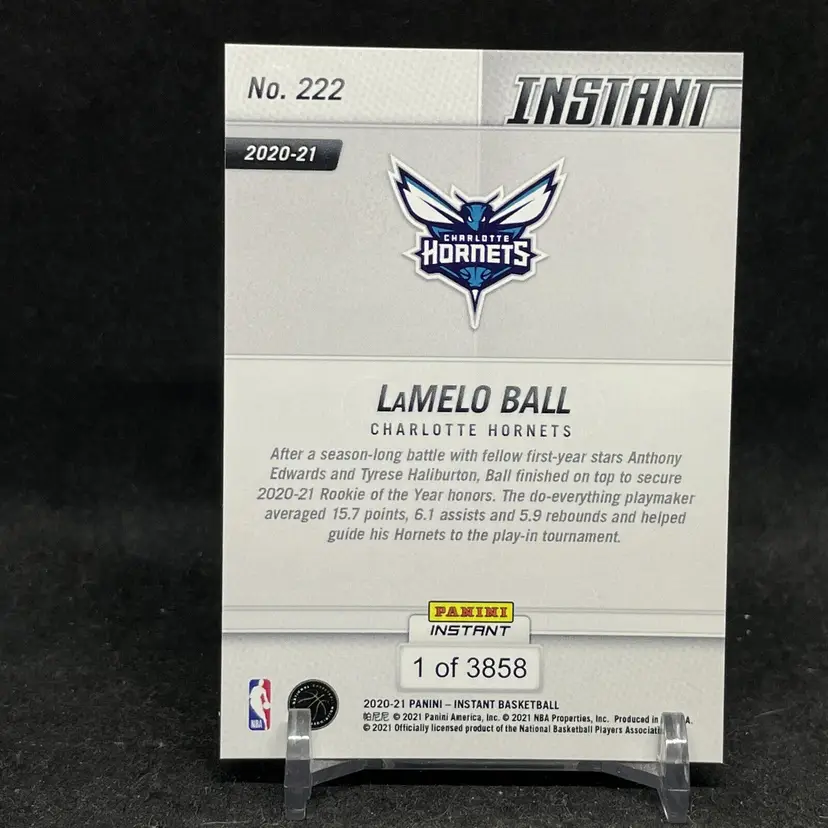 No. 222
INSTANT
2020-21
CHARLOTTE
HORNETS
LaMELO BALL
CHARLOTTE HORNETS
After a season-long battle with fellow first-year stars Anthony
Edwards and Tyrese Haliburton, Ball finished on top to secure
2020-21 Rookie of the Year honors. The do-everything playmaker
averaged 15.7 points, 6.1 assists and 5.9 rebounds and helped
guide his Hornets to the play-in tournament.
PANINI
INSTANT
1 of 3858
NBA
2020-21 PANINI – INSTANT BASKETBALL
帕尼尼 © 2021 Panini America, Inc. © 2021 NBA Properties, Inc. Produced in
© 2021 Officially licensed product of the National Basketball Players